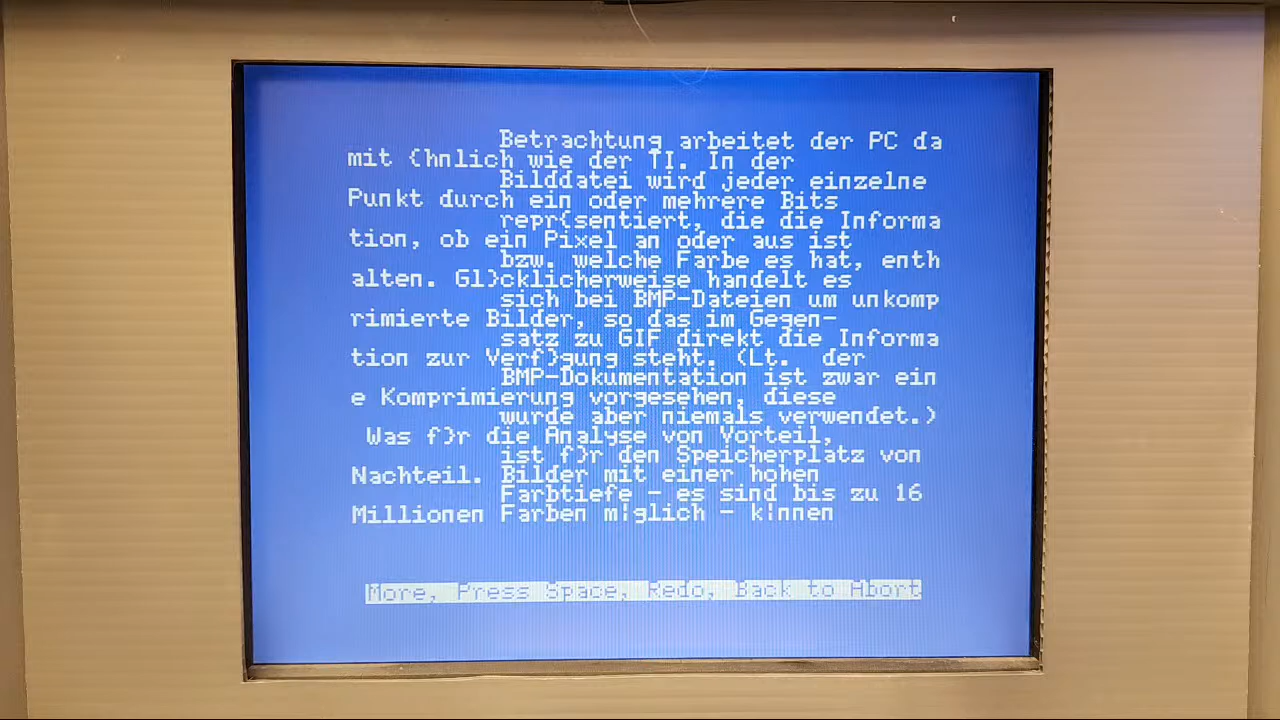 Betrachtung arbeitet der PC da
mit {hnlich wie der TI. In der
Bilddatei wird jeder einzelne
Punkt durch ein oder mehrere Bits
repr{sentiert, die die Informa
tion, ob ein Pixel an oder aus ist
bzw. welche Farbe es hat, enth
alten. Gl}cklicherweise handelt es
sich bei BMP-Dateien um unkomp
rimierte Bilder, so das im Gegen-
satz zu GIF direkt die Informa
tion zur Verf}gung steht. (Lt. der
BMP-Dokumentation ist zwar ein
e Komprimierung vorgesehen, diese
wurde aber niemals verwendet.)
Was f}r die Analyse von Vorteil,
ist f}r den Speicherplatz von
Nachteil. Bilder mit einer hohen
Farbtiefe - es sind bis zu 16
Millionen Farben m¦glich - k¦nnen
More, Press Space, Redo, Back to Abort